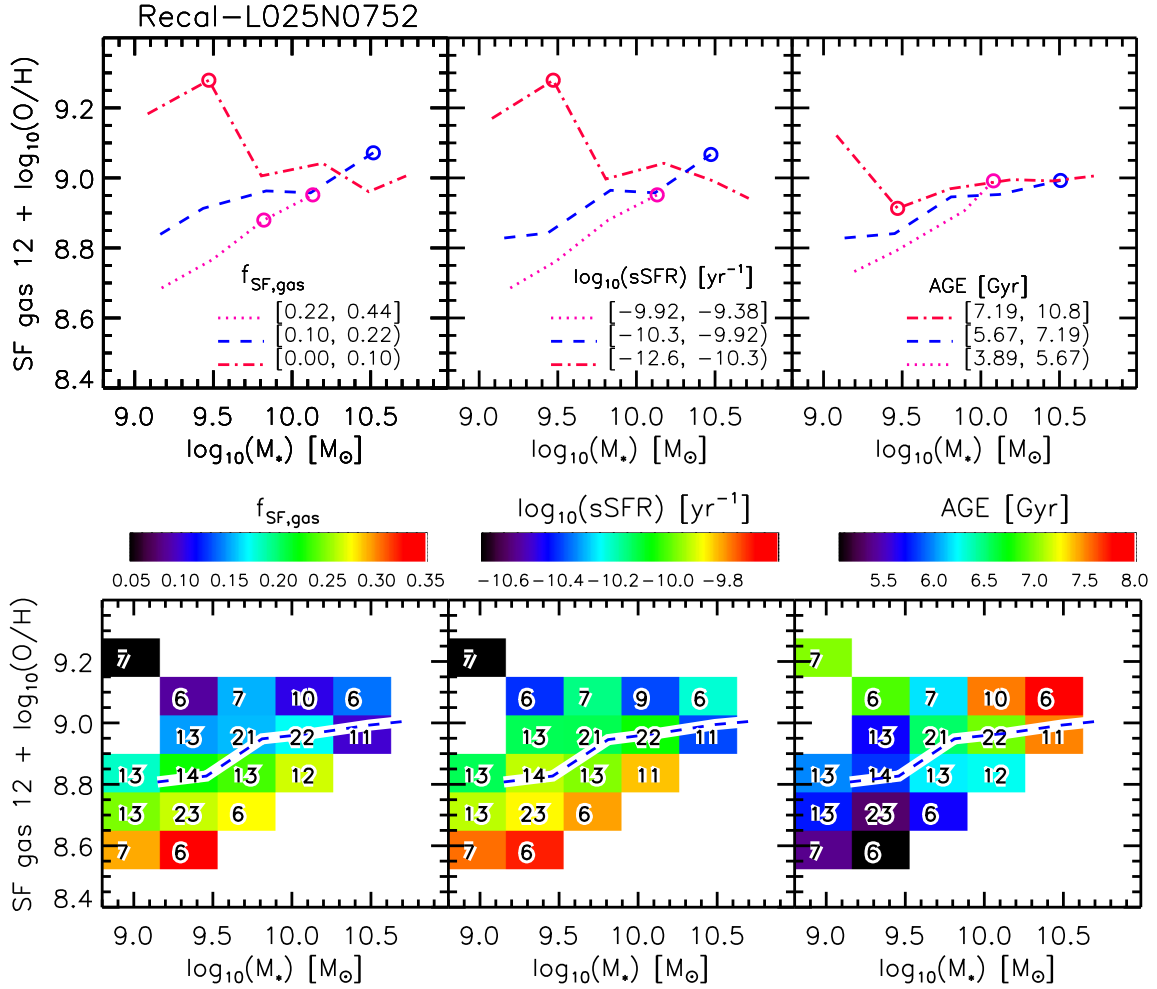 Recal-L025N0752
SF gas 12 + log₁₀(O/H)
9.2
9.0
8.8
8.6
8.4
f_SF,gas
[0.22, 0.44]
[0.10, 0.22)
[0.00, 0.10)
log₁₀(sSFR) [yr⁻¹]
[−9.92, −9.38]
[−10.3, −9.92)
[−12.6, −10.3)
AGE [Gyr]
[7.19, 10.8]
[5.67, 7.19)
[3.89, 5.67)
9.0 9.5 10.0 10.5 9.0 9.5 10.0 10.5 9.0 9.5 10.0 10.5
log₁₀(M*) [M⊙] log₁₀(M*) [M⊙] log₁₀(M*) [M⊙]
f_SF,gas log₁₀(sSFR) [yr⁻¹] AGE [Gyr]
0.05 0.10 0.15 0.20 0.25 0.30 0.35 −10.6 −10.4 −10.2 −10.0 −9.8 5.5 6.0 6.5 7.0 7.5 8.0
SF gas 12 + log₁₀(O/H)
9.2
9.0
8.8
8.6
8.4
7
6 7 10 6
13 21 22 11
13 14 13 12
13 23 6
7 6
7
6 7 9 6
13 21 22 11
13 14 13 11
13 23 6
7 6
7
6 7 10 6
13 21 22 11
13 14 13 12
13 23 6
7 6
9.0 9.5 10.0 10.5 9.0 9.5 10.0 10.5 9.0 9.5 10.0 10.5
log₁₀(M*) [M⊙] log₁₀(M*) [M⊙] log₁₀(M*) [M⊙]